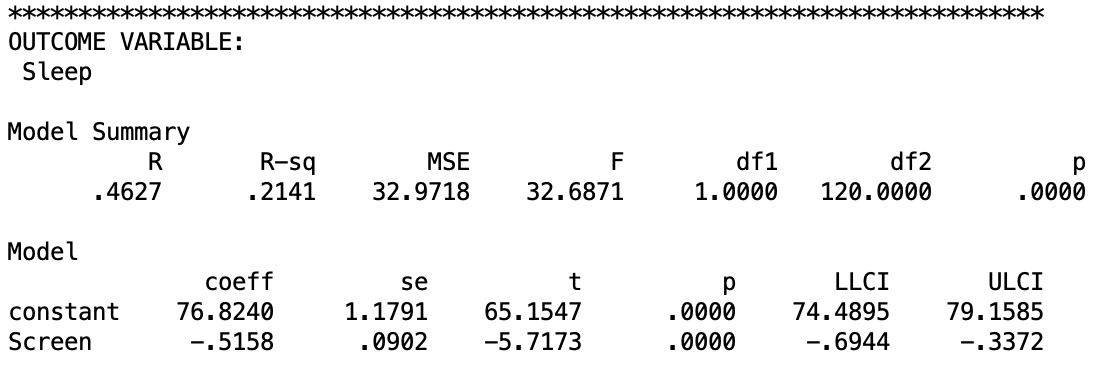 **************************************************************************
OUTCOME VARIABLE:
Sleep
Model Summary
R R-sq MSE F df1 df2 p
.4627 .2141 32.9718 32.6871 1.0000 120.0000 .0000
Model
coeff se t p LLCI ULCI
constant 76.8240 1.1791 65.1547 .0000 74.4895 79.1585
Screen -.5158 .0902 -5.7173 .0000 -.6944 -.3372